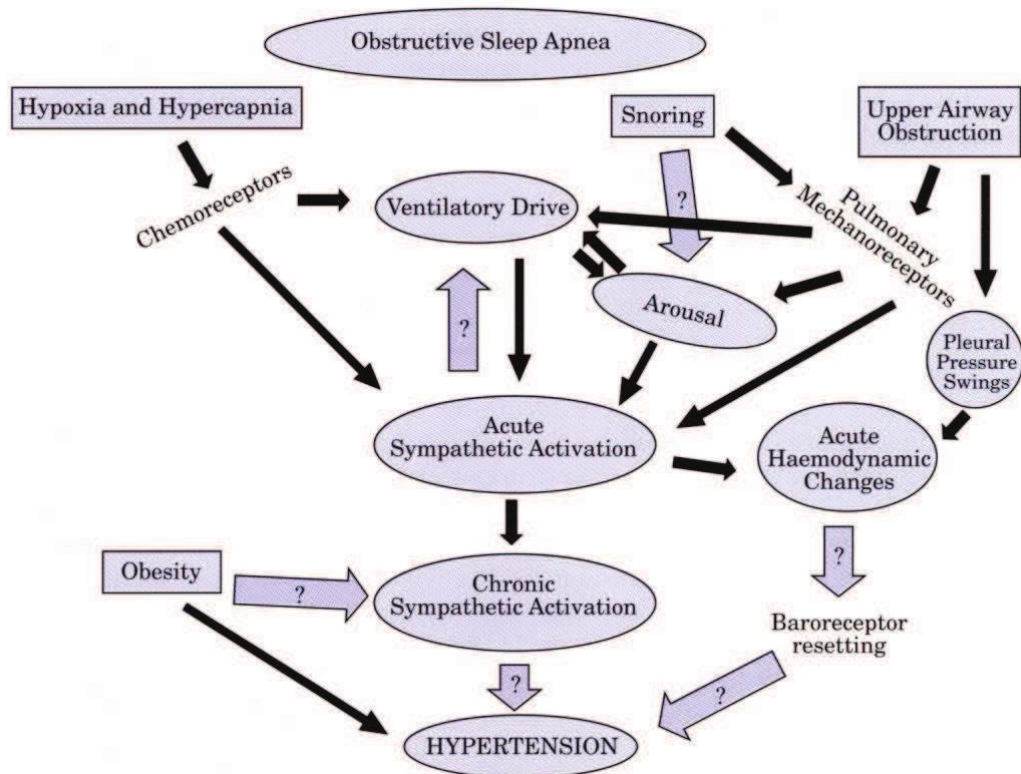 Obstructive Sleep Apnea
Hypoxia and Hypercapnia
Snoring
Upper Airway
Obstruction
Chemoreceptors
Ventilatory Drive
?
Pulmonary
Mechanoreceptors
Arousal
?
Pleural
Pressure
Swings
Acute
Sympathetic Activation
Acute
Haemodynamic
Changes
Obesity
?
Chronic
Sympathetic Activation
?
Baroreceptor
resetting
?
?
HYPERTENSION